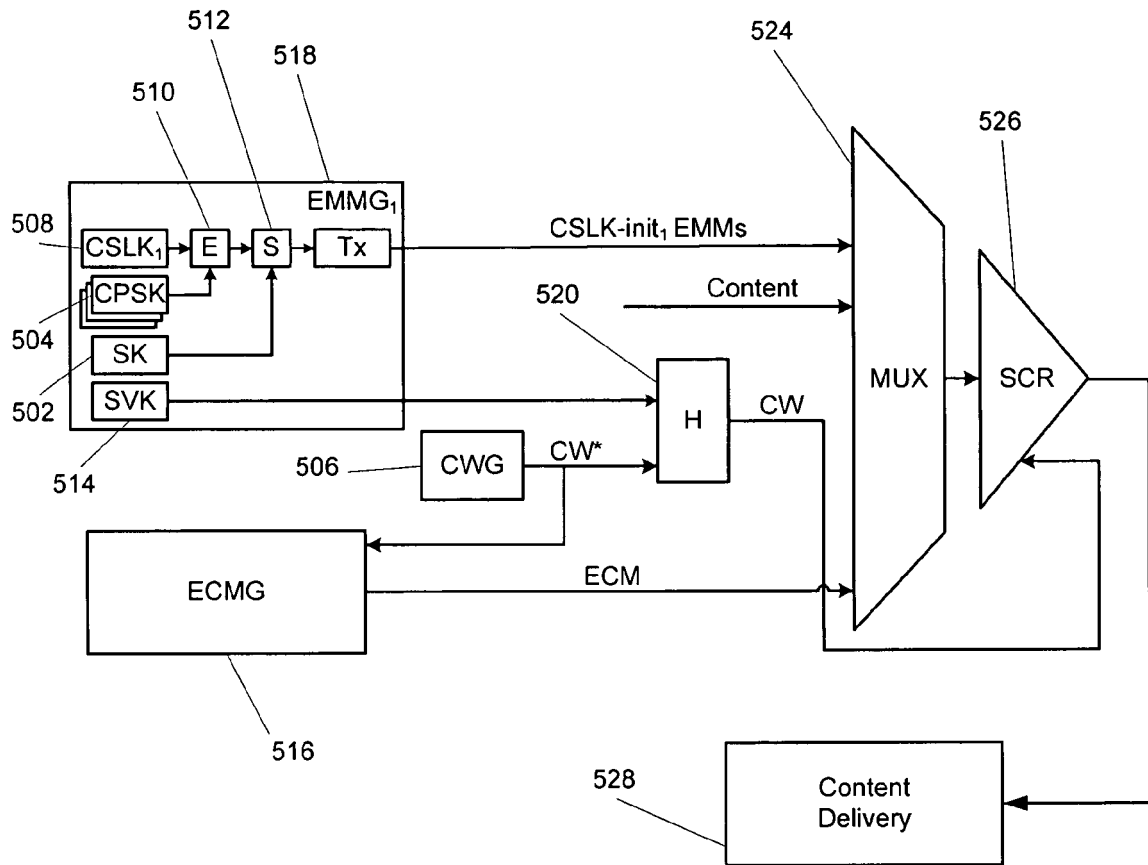 512
524
518
510
526
EMMG₁
508
CSLK₁
E
S
Tx
CSLK-init₁ EMMs
CPSK
Content
504
520
SK
MUX
SCR
502
SVK
H
CW
514
506
CWG
CW*
ECMG
ECM
516
528
Content
Delivery